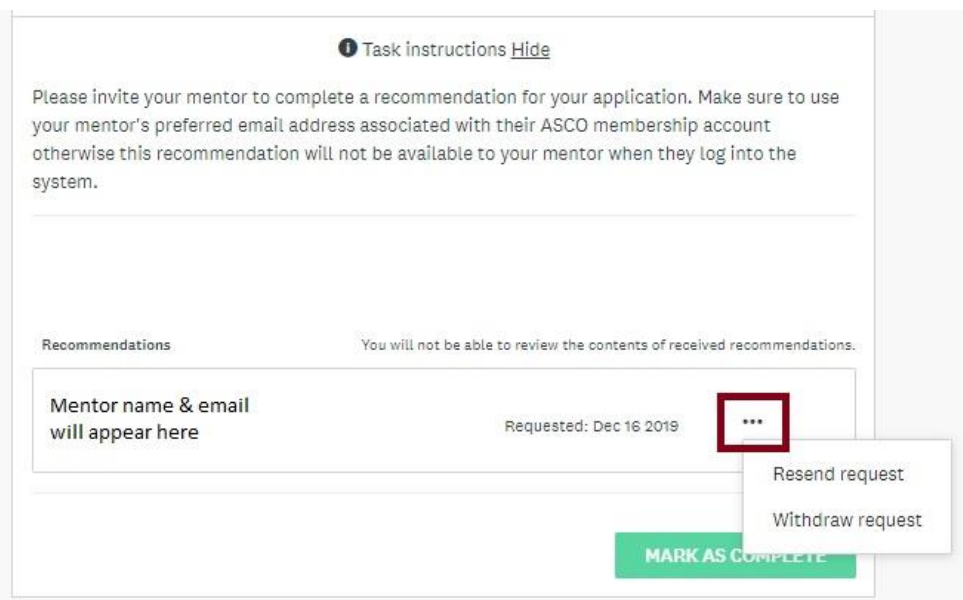 Task instructions Hide
Please invite your mentor to complete a recommendation for your application. Make sure to use
your mentor's preferred email address associated with their ASCO membership account
otherwise this recommendation will not be available to your mentor when they log into the
system.
Recommendations
You will not be able to review the contents of received recommendations.
Mentor name & email
will appear here
Requested: Dec 16 2019
...
Resend request
Withdraw request
MARK AS COMPLETE